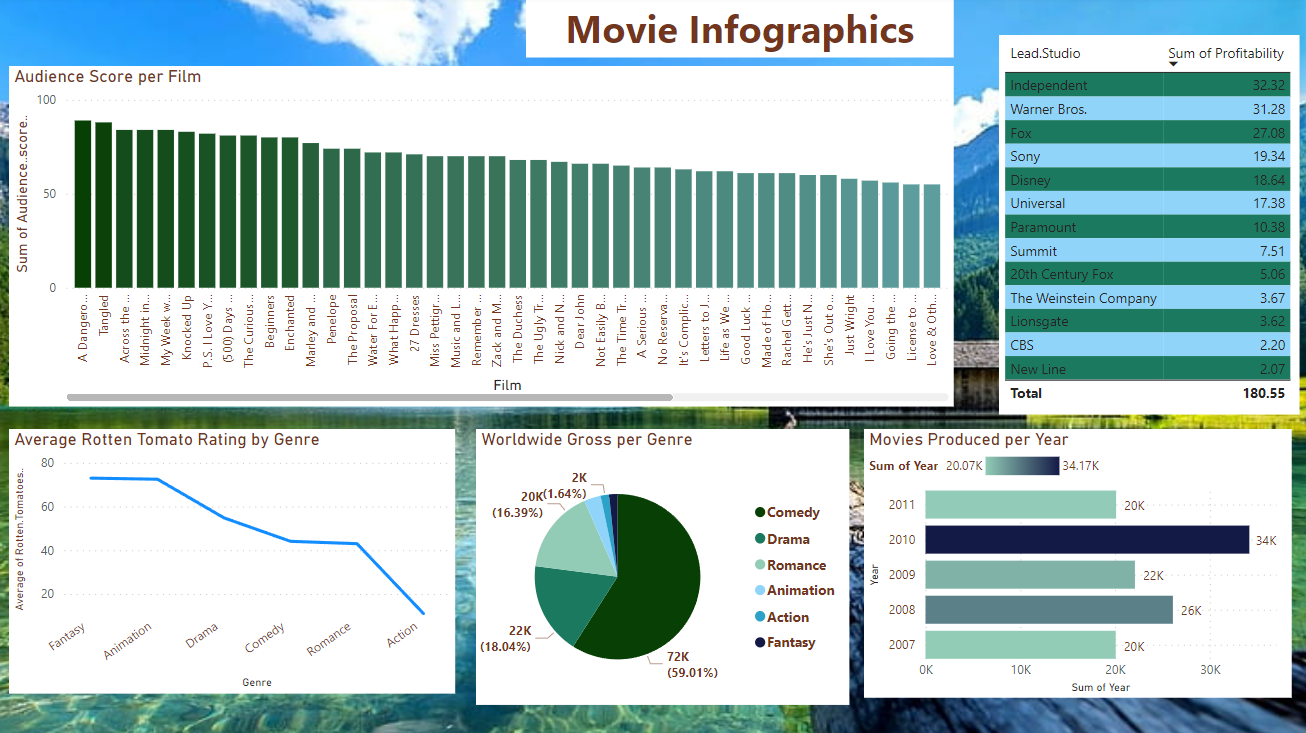 Movie Infographics
Audience Score per Film
Sum of Audience..score..
100
50
0
A Dangero...
Tangled
Across the ...
Midnight in...
My Week w...
Knocked Up
P.S. I Love Y...
(500) Days ...
The Curious...
Beginners
Enchanted
Marley and ...
Penelope
The Proposal
Water For E...
What Happ...
27 Dresses
Miss Pettigr...
Music and L...
Remember ...
Zack and M...
The Duchess
The Ugly Tr...
Nick and N...
Dear John
Not Easily B...
The Time Tr...
A Serious ...
No Reserva...
It's Complic...
Letters to J...
Life as We ...
Good Luck ...
Made of Ho...
Rachel Gett...
He's Just N...
She's Out o...
Just Wright
I Love You ...
Going the ...
License to ...
Love & Oth...
Film
Lead.Studio Sum of Profitability
Independent 32.32
Warner Bros. 31.28
Fox 27.08
Sony 19.34
Disney 18.64
Universal 17.38
Paramount 10.38
Summit 7.51
20th Century Fox 5.06
The Weinstein Company 3.67
Lionsgate 3.62
CBS 2.20
New Line 2.07
Total 180.55
Average Rotten Tomato Rating by Genre
Average of Rotten.Tomatoes..
80
60
40
20
Fantasy
Animation
Drama
Comedy
Romance
Action
Genre
Worldwide Gross per Genre
2K
(1.64%)
20K
(16.39%)
22K
(18.04%)
72K
(59.01%)
Comedy
Drama
Romance
Animation
Action
Fantasy
Movies Produced per Year
Sum of Year 20.07K 34.17K
Year
2011 20K
2010 34K
2009 22K
2008 26K
2007 20K
0K 10K 20K 30K
Sum of Year